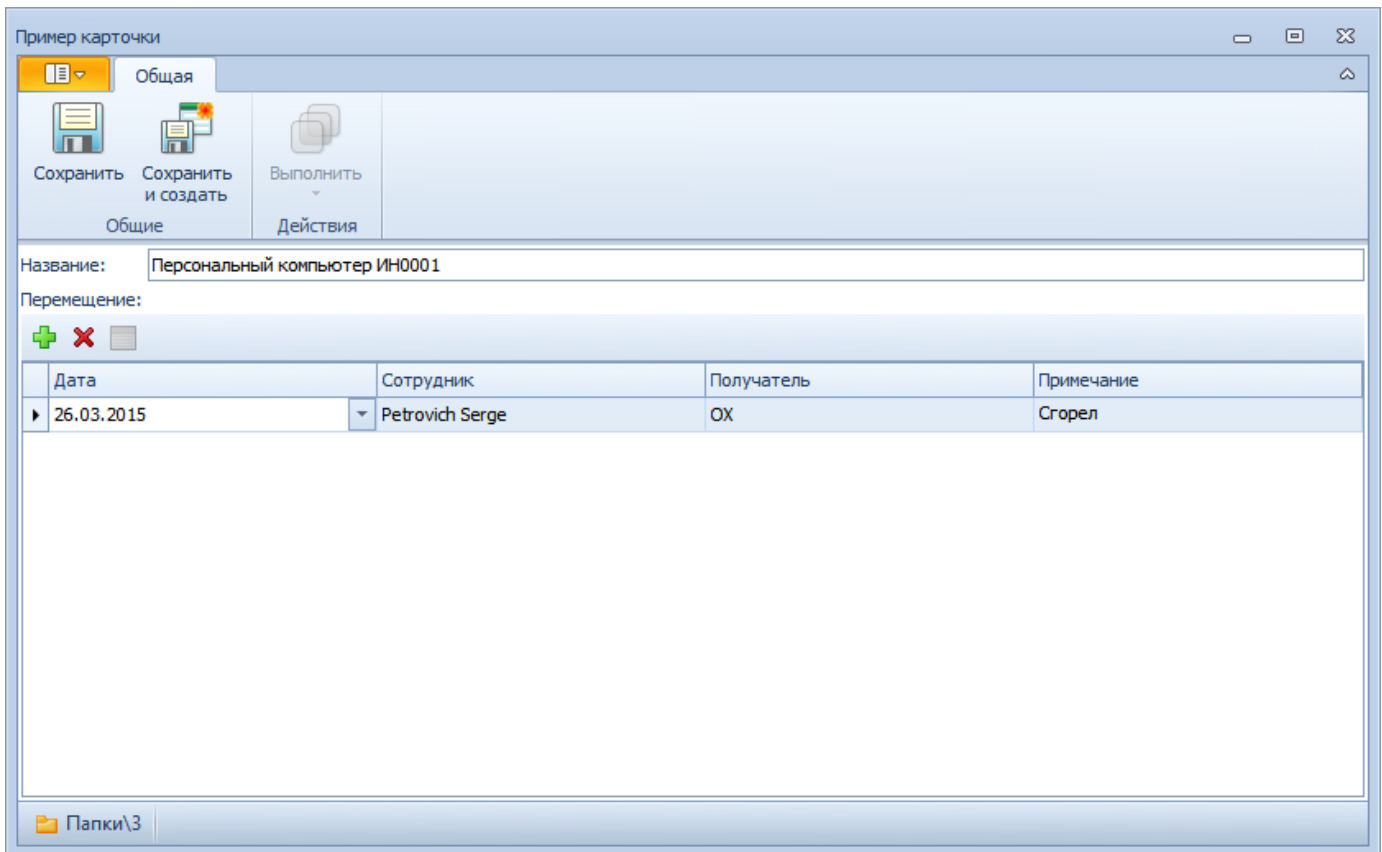 Пример карточки
Общая
Сохранить
Сохранить
и создать
Выполнить
Общие
Действия
Название:
Персональный компьютер ИН0001
Перемещение:
Дата Сотрудник Получатель Примечание
26.03.2015 Petrovich Serge ОХ Сгорел
Папки\3